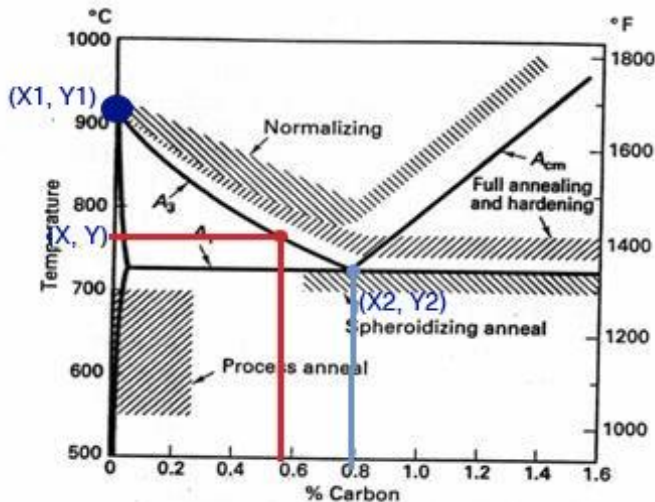 °C
°F
1000
1800
(X1, Y1)
900
Normalizing
1600
A3
Acm
800
Full annealing
and hardening
Temperature
(X, Y)
1400
700
(X2, Y2)
Spheroidizing anneal
1200
600
Process anneal
1000
500
0 0.2 0.4 0.6 0.8 1.0 1.2 1.4 1.6
% Carbon